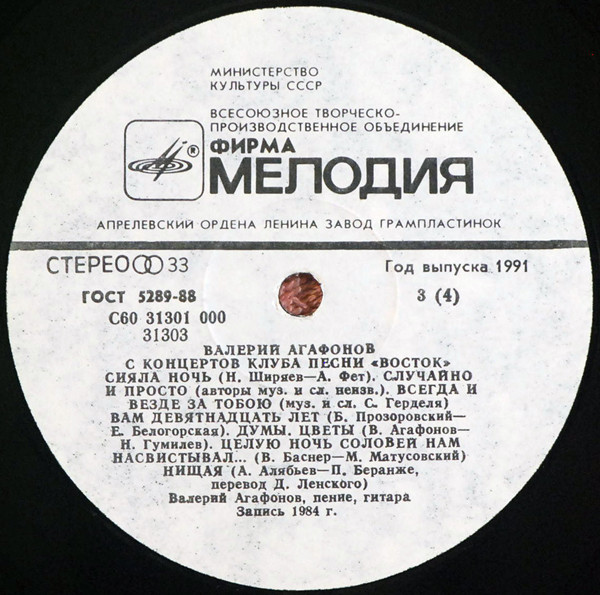 МИНИСТЕРСТВО
КУЛЬТУРЫ СССР
ВСЕСОЮЗНОЕ ТВОРЧЕСКО-
ПРОИЗВОДСТВЕННОЕ ОБЪЕДИНЕНИЕ
®
ФИРМА
МЕЛОДИЯ
АПРЕЛЕВСКИЙ ОРДЕНА ЛЕНИНА ЗАВОД ГРАМПЛАСТИНОК
СТЕРЕО 33
Год выпуска 1991
ГОСТ 5289-88
3 (4)
С60 31301 000
31303
ВАЛЕРИЙ АГАФОНОВ
С КОНЦЕРТОВ КЛУБА ПЕСНИ «ВОСТОК»
СИЯЛА НОЧЬ (Н. Ширяев—А. Фет). СЛУЧАЙНО
И ПРОСТО (авторы муз. и сл. неизв.). ВСЕГДА И
ВЕЗДЕ ЗА ТОБОЮ (муз. и сл. С. Герделя)
ВАМ ДЕВЯТНАДЦАТЬ ЛЕТ (Б. Прозоровский—
Е. Белогорская). ДУМЫ. ЦВЕТЫ (В. Агафонов—
Н. Гумилев). ЦЕЛУЮ НОЧЬ СОЛОВЕЙ НАМ
НАСВИСТЫВАЛ... (В. Баснер—М. Матусовский)
НИЩАЯ (А. Алябьев—П. Беранже,
перевод Д. Ленского)
Валерий Агафонов, пение, гитара
Запись 1984 г.